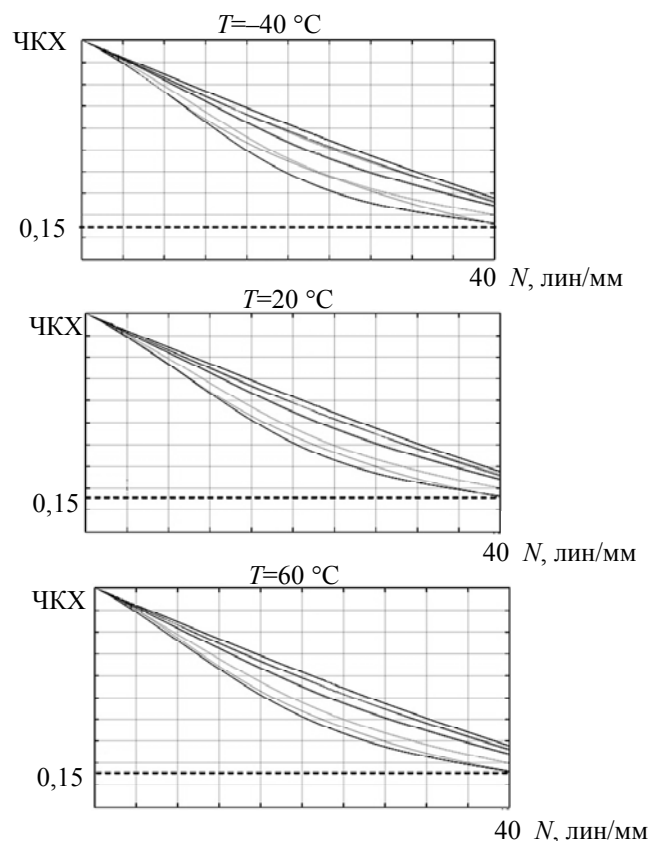 T=–40 °C
ЧКХ
0,15
40 N, лин/мм
T=20 °C
ЧКХ
0,15
40 N, лин/мм
T=60 °C
ЧКХ
0,15
40 N, лин/мм